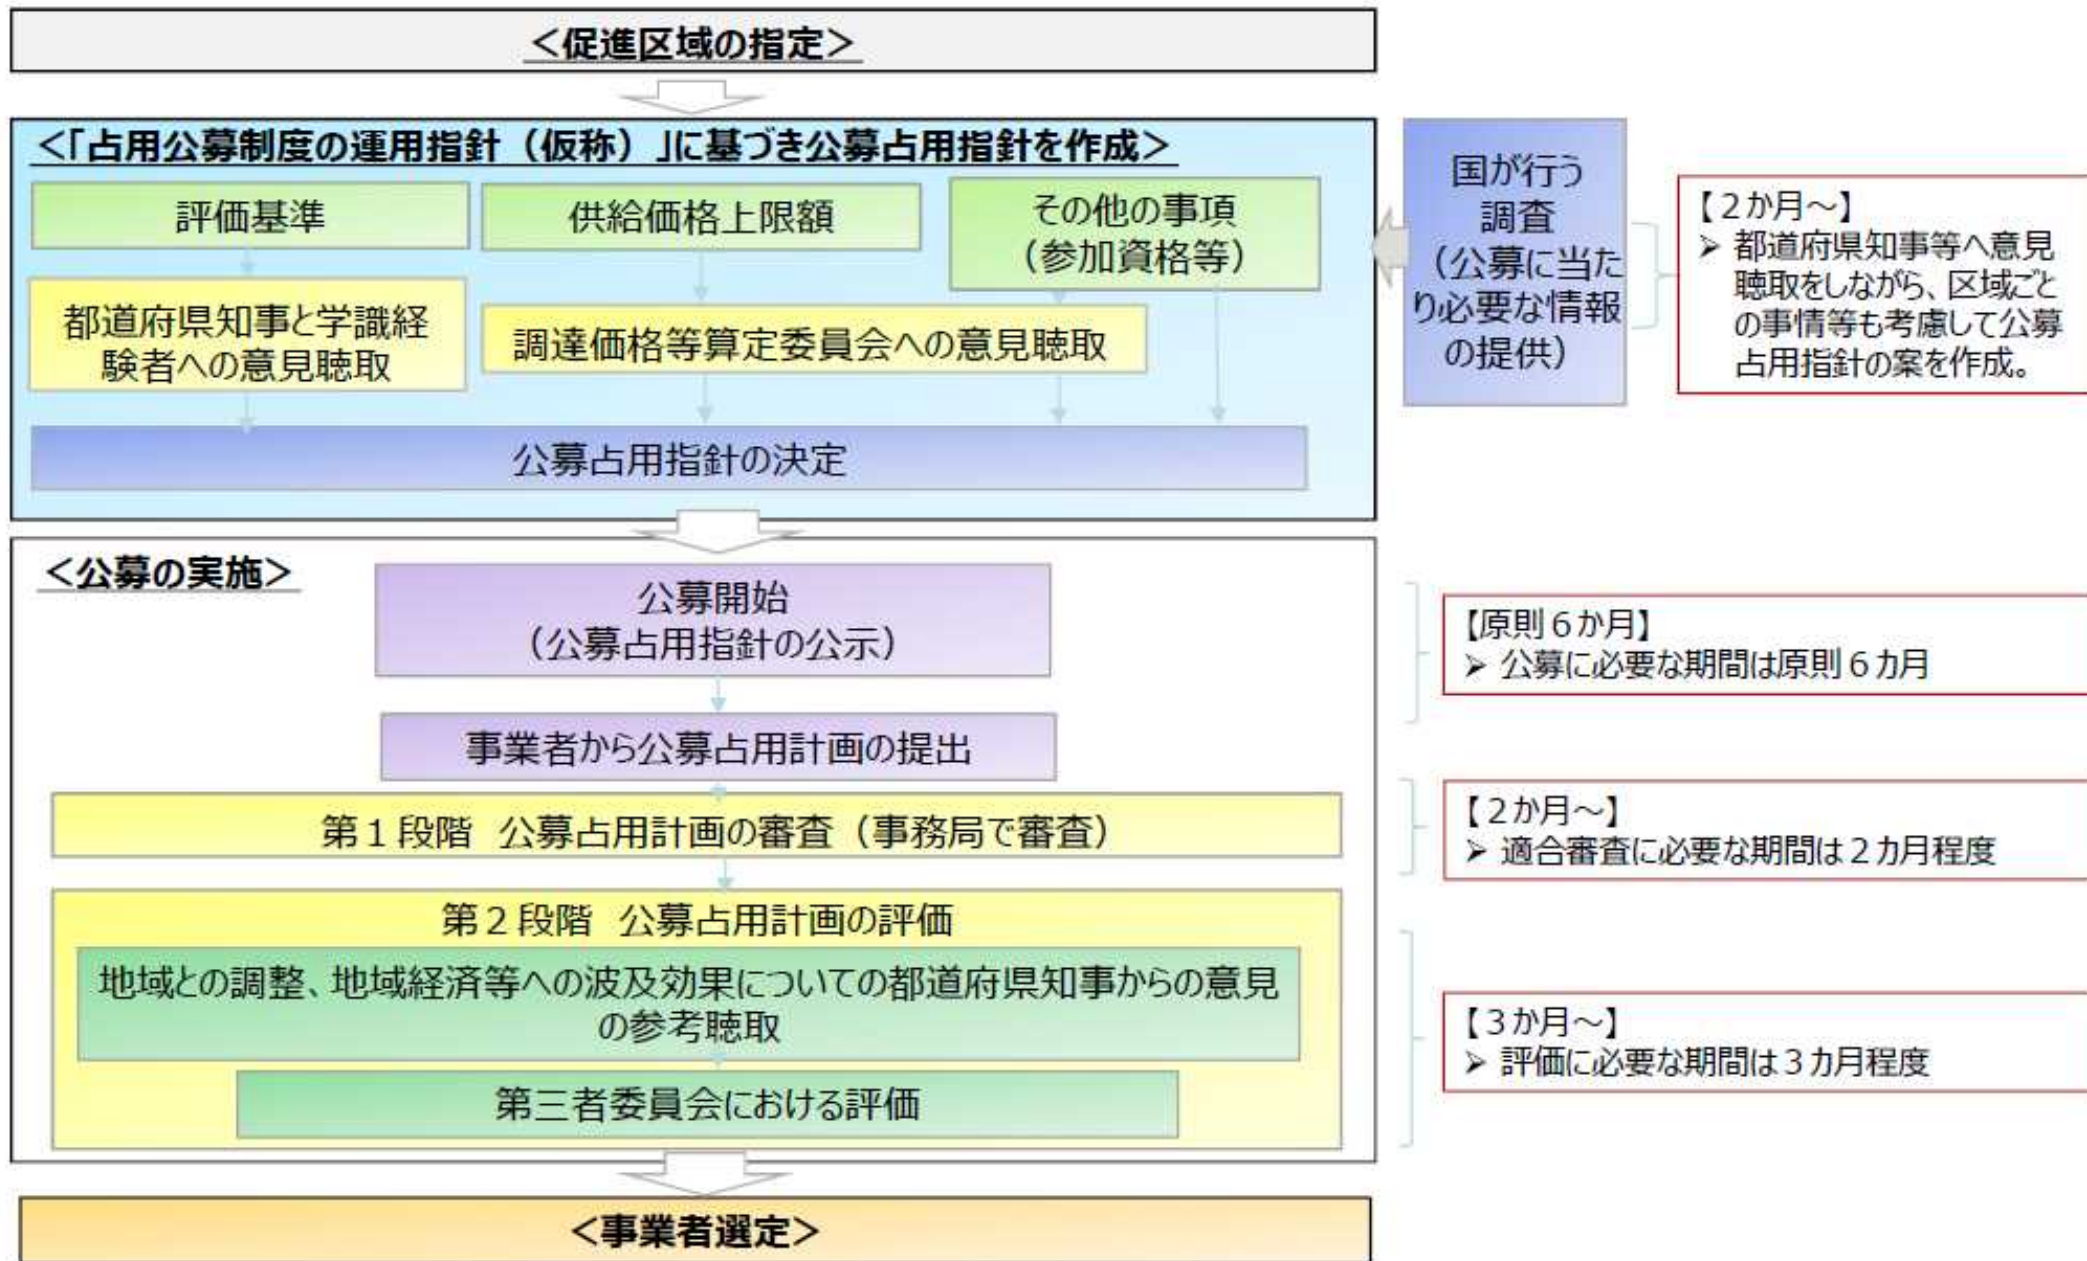 ＜促進区域の指定＞
＜「占用公募制度の運用指針（仮称）」に基づき公募占用指針を作成＞
評価基準
供給価格上限額
その他の事項
（参加資格等）
都道府県知事と学識経
験者への意見聴取
調達価格等算定委員会への意見聴取
公募占用指針の決定
国が行う
調査
（公募に当た
り必要な情報
の提供）
【２か月～】
➢ 都道府県知事等へ意見
聴取をしながら、区域ごと
の事情等も考慮して公募
占用指針の案を作成。
＜公募の実施＞
公募開始
（公募占用指針の公示）
事業者から公募占用計画の提出
【原則６か月】
➢ 公募に必要な期間は原則６カ月
第１段階 公募占用計画の審査（事務局で審査）
【２か月～】
➢ 適合審査に必要な期間は２カ月程度
第２段階 公募占用計画の評価
地域との調整、地域経済等への波及効果についての都道府県知事からの意見
の参考聴取
第三者委員会における評価
【３か月～】
➢ 評価に必要な期間は３カ月程度
＜事業者選定＞